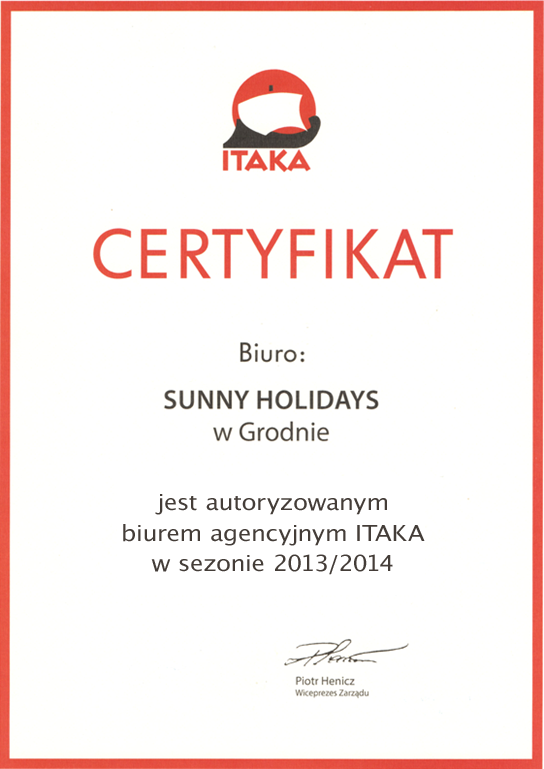 ITAKA
CERTYFIKAT
Biuro:
SUNNY HOLIDAYS
w Grodnie
jest autoryzowanym
biurem agencyjnym ITAKA
w sezonie 2013/2014
Piotr Henicz
Wiceprezes Zarządu